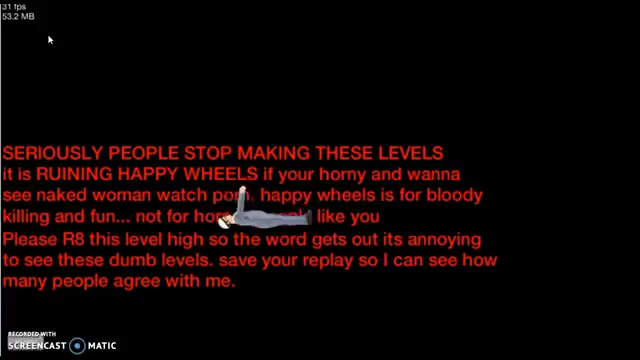 31 fps
53.2 MB
SERIOUSLY PEOPLE STOP MAKING THESE LEVELS
it is RUINING HAPPY WHEELS if your horny and wanna
see naked woman watch porn. happy wheels is for bloody
killing and fun... not for like you
Please R8 this level high so the word gets out its annoying
to see these dumb levels. save your replay so I can see how
many people agree with me.
RECORDED WITH
SCREENCAST MATIC